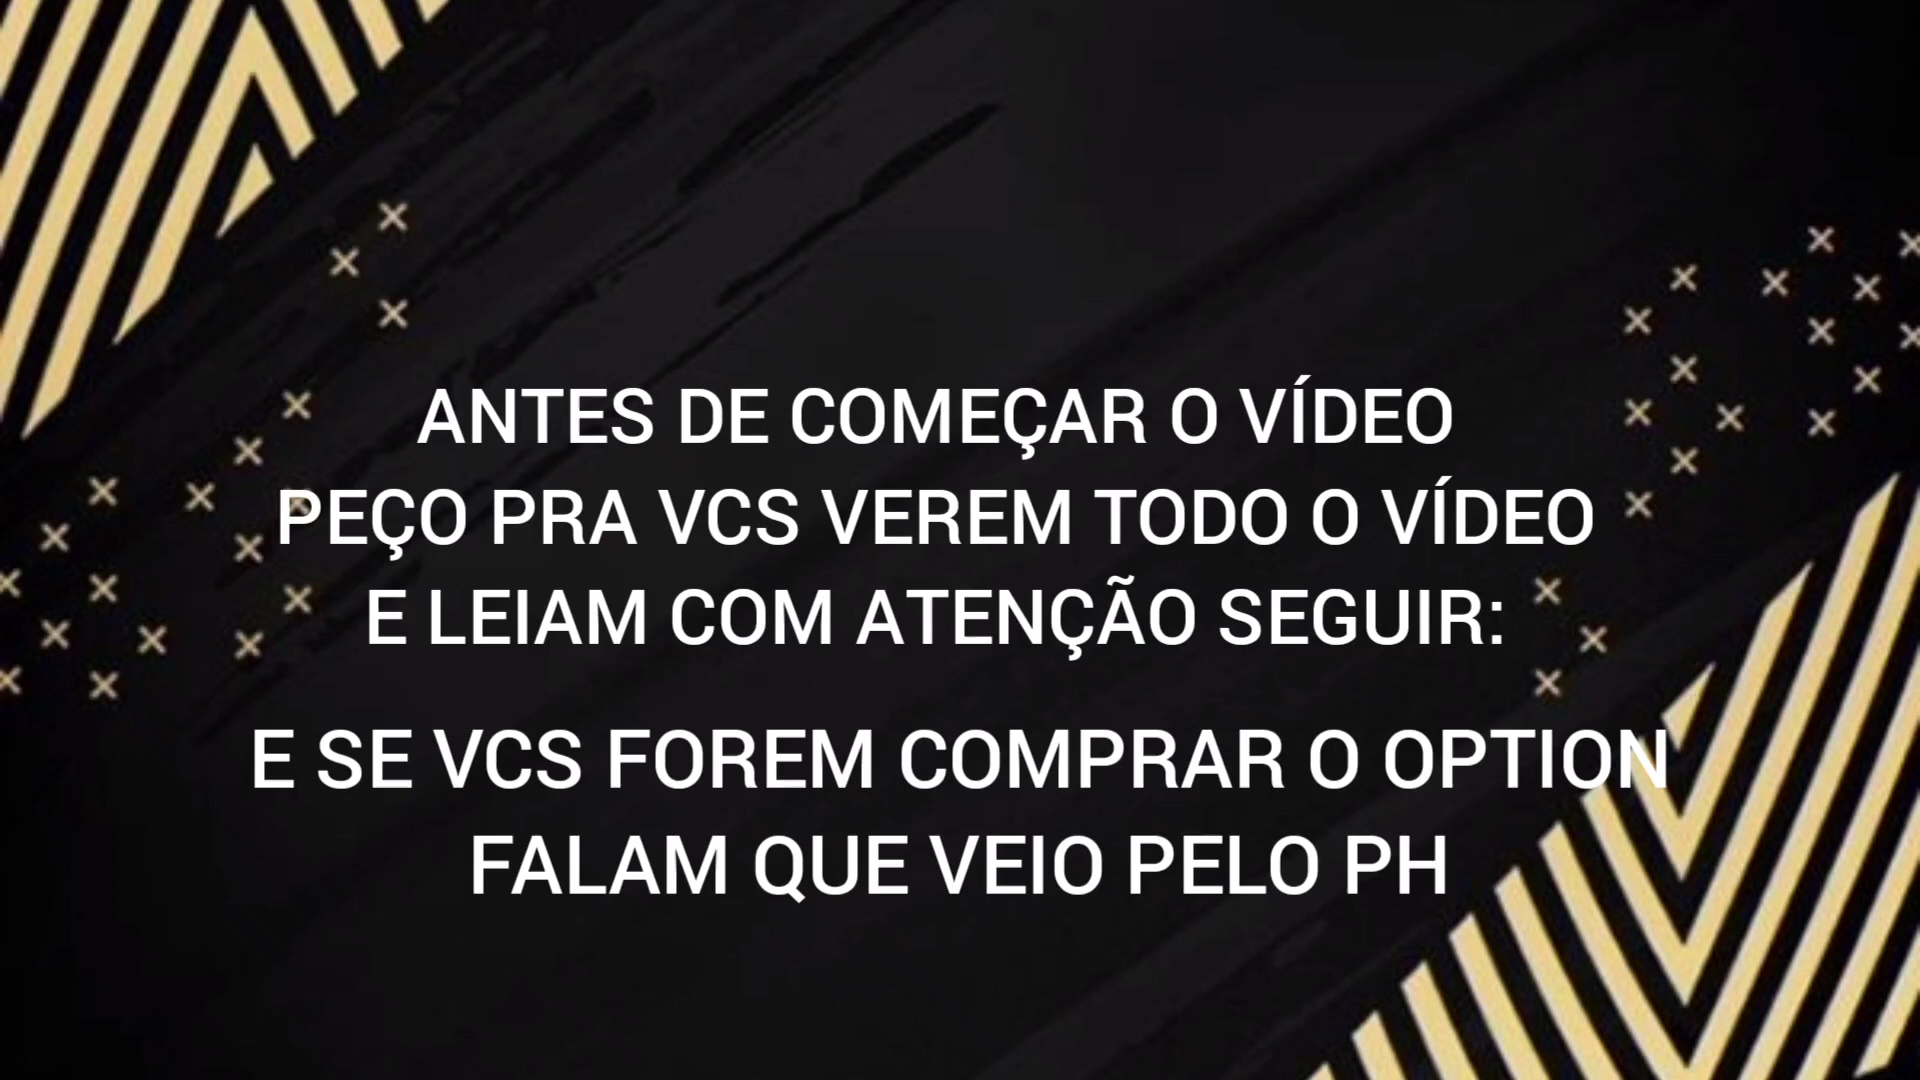 ANTES DE COMEÇAR O VÍDEO
PEÇO PRA VCS VEREM TODO O VÍDEO
E LEIAM COM ATENÇÃO SEGUIR:
E SE VCS FOREM COMPRAR O OPTION
FALAM QUE VEIO PELO PH